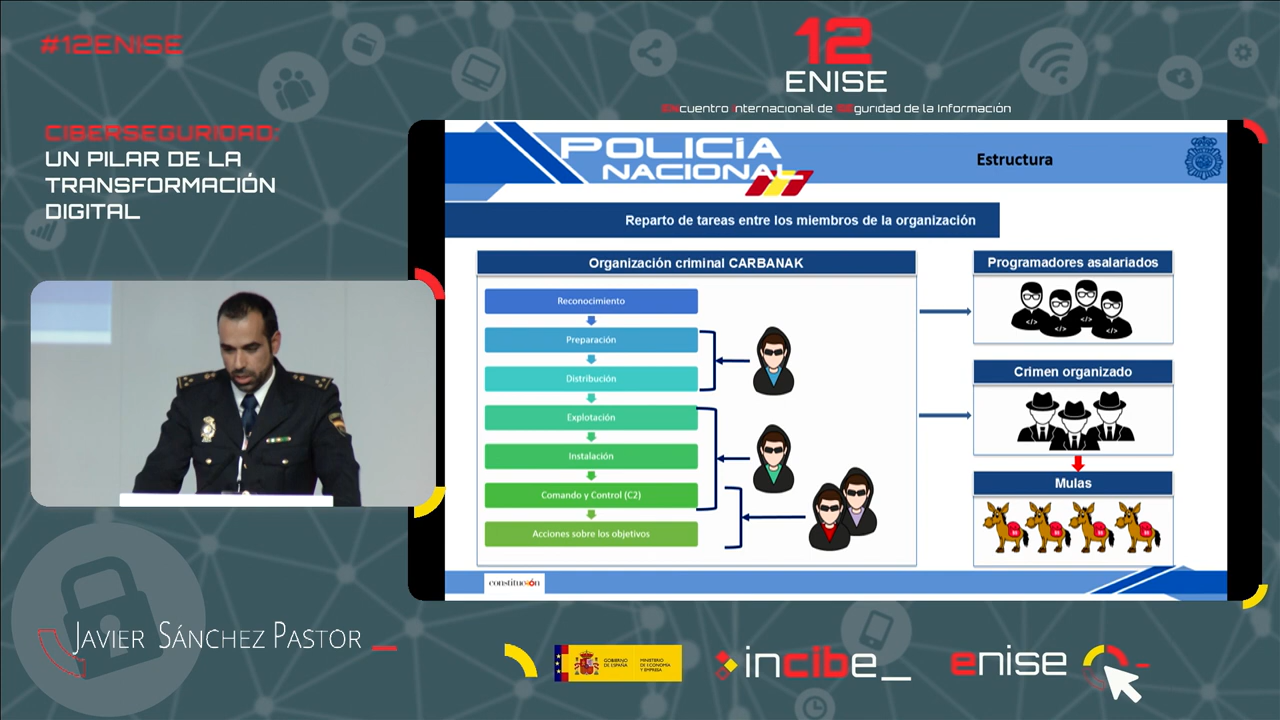 #12ENISE
12
ENISE
Encuentro Internacional de Seguridad de la Información
CIBERSEGURIDAD:
UN PILAR DE LA
TRANSFORMACIÓN
DIGITAL
POLICÍA
NACIONAL
Estructura
Reparto de tareas entre los miembros de la organización
Organización criminal CARBANAK
Reconocimiento
Preparación
Distribución
Explotación
Instalación
Comando y Control (C2)
Acciones sobre los objetivos
Programadores asalariados
</>
</>
</>
</>
Crimen organizado
Mulas
constitución
JAVIER SÁNCHEZ PASTOR _
GOBIERNO
DE ESPAÑA
MINISTERIO
DE ECONOMÍA
Y EMPRESA
incibe_
enise